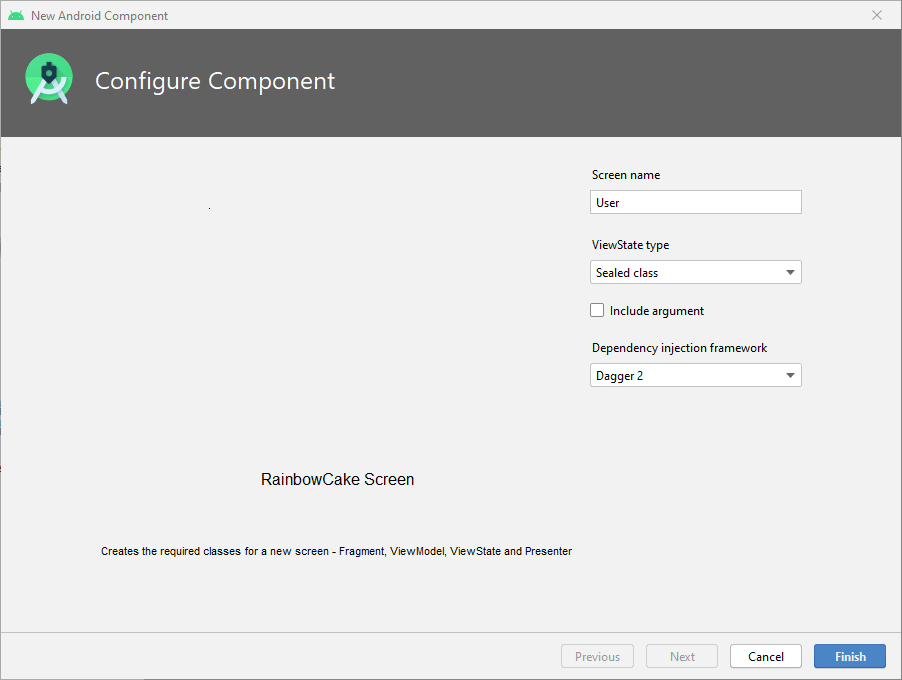 New Android Component
Configure Component
Screen name
User
ViewState type
Sealed class
Include argument
Dependency injection framework
Dagger 2
RainbowCake Screen
Creates the required classes for a new screen - Fragment, ViewModel, ViewState and Presenter
Previous Next Cancel Finish